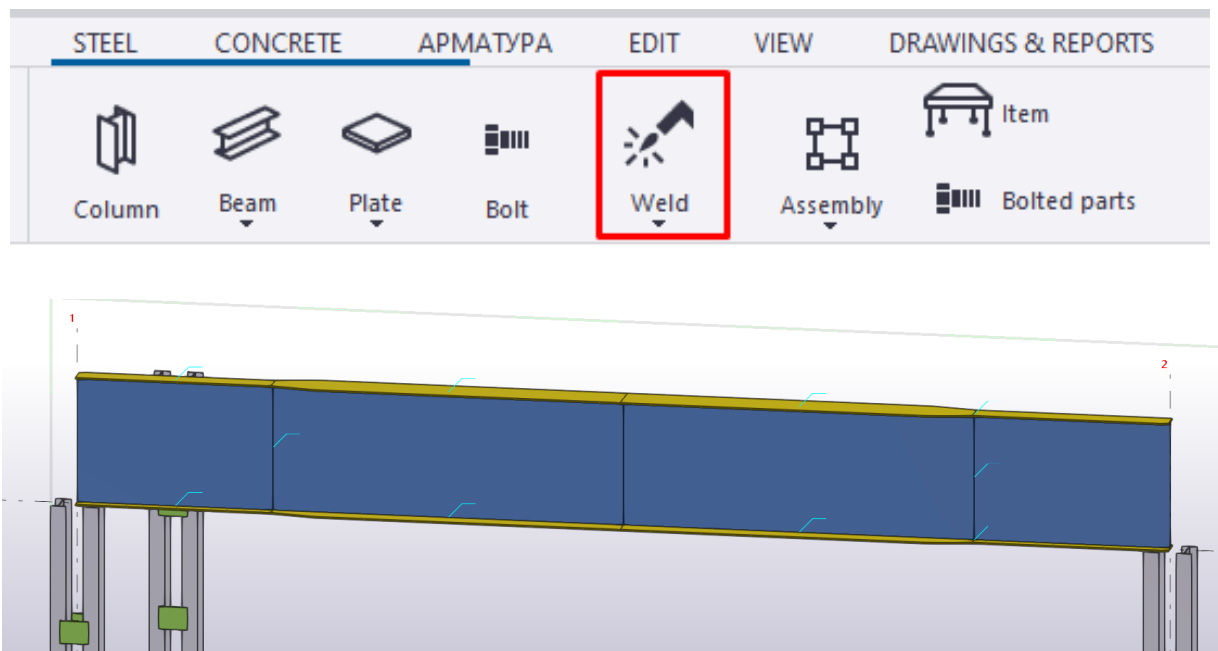 STEEL CONCRETE АРМАТУРА EDIT VIEW DRAWINGS & REPORTS
Item
Column Beam Plate Bolt Weld Assembly Bolted parts
1
2